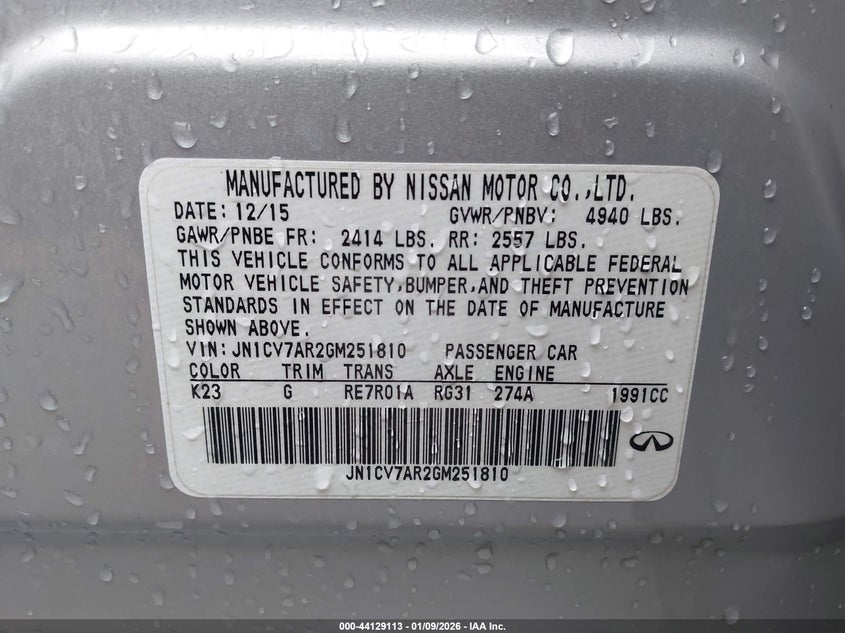 MANUFACTURED BY NISSAN MOTOR CO.,LTD.
DATE: 12/15 GVWR/PNBV: 4940 LBS.
GAWR/PNBE FR: 2414 LBS. RR: 2557 LBS.
THIS VEHICLE CONFORMS TO ALL APPLICABLE FEDERAL
MOTOR VEHICLE SAFETY,BUMPER,AND THEFT PREVENTION
STANDARDS IN EFFECT ON THE DATE OF MANUFACTURE
SHOWN ABOVE.
VIN:JN1CV7AR2GM251810 PASSENGER CAR
COLOR TRIM TRANS AXLE ENGINE
K23 G RE7R01A RG31 274A 1991CC
JN1CV7AR2GM251810
000-44129113 - 01/09/2026 - IAA Inc.